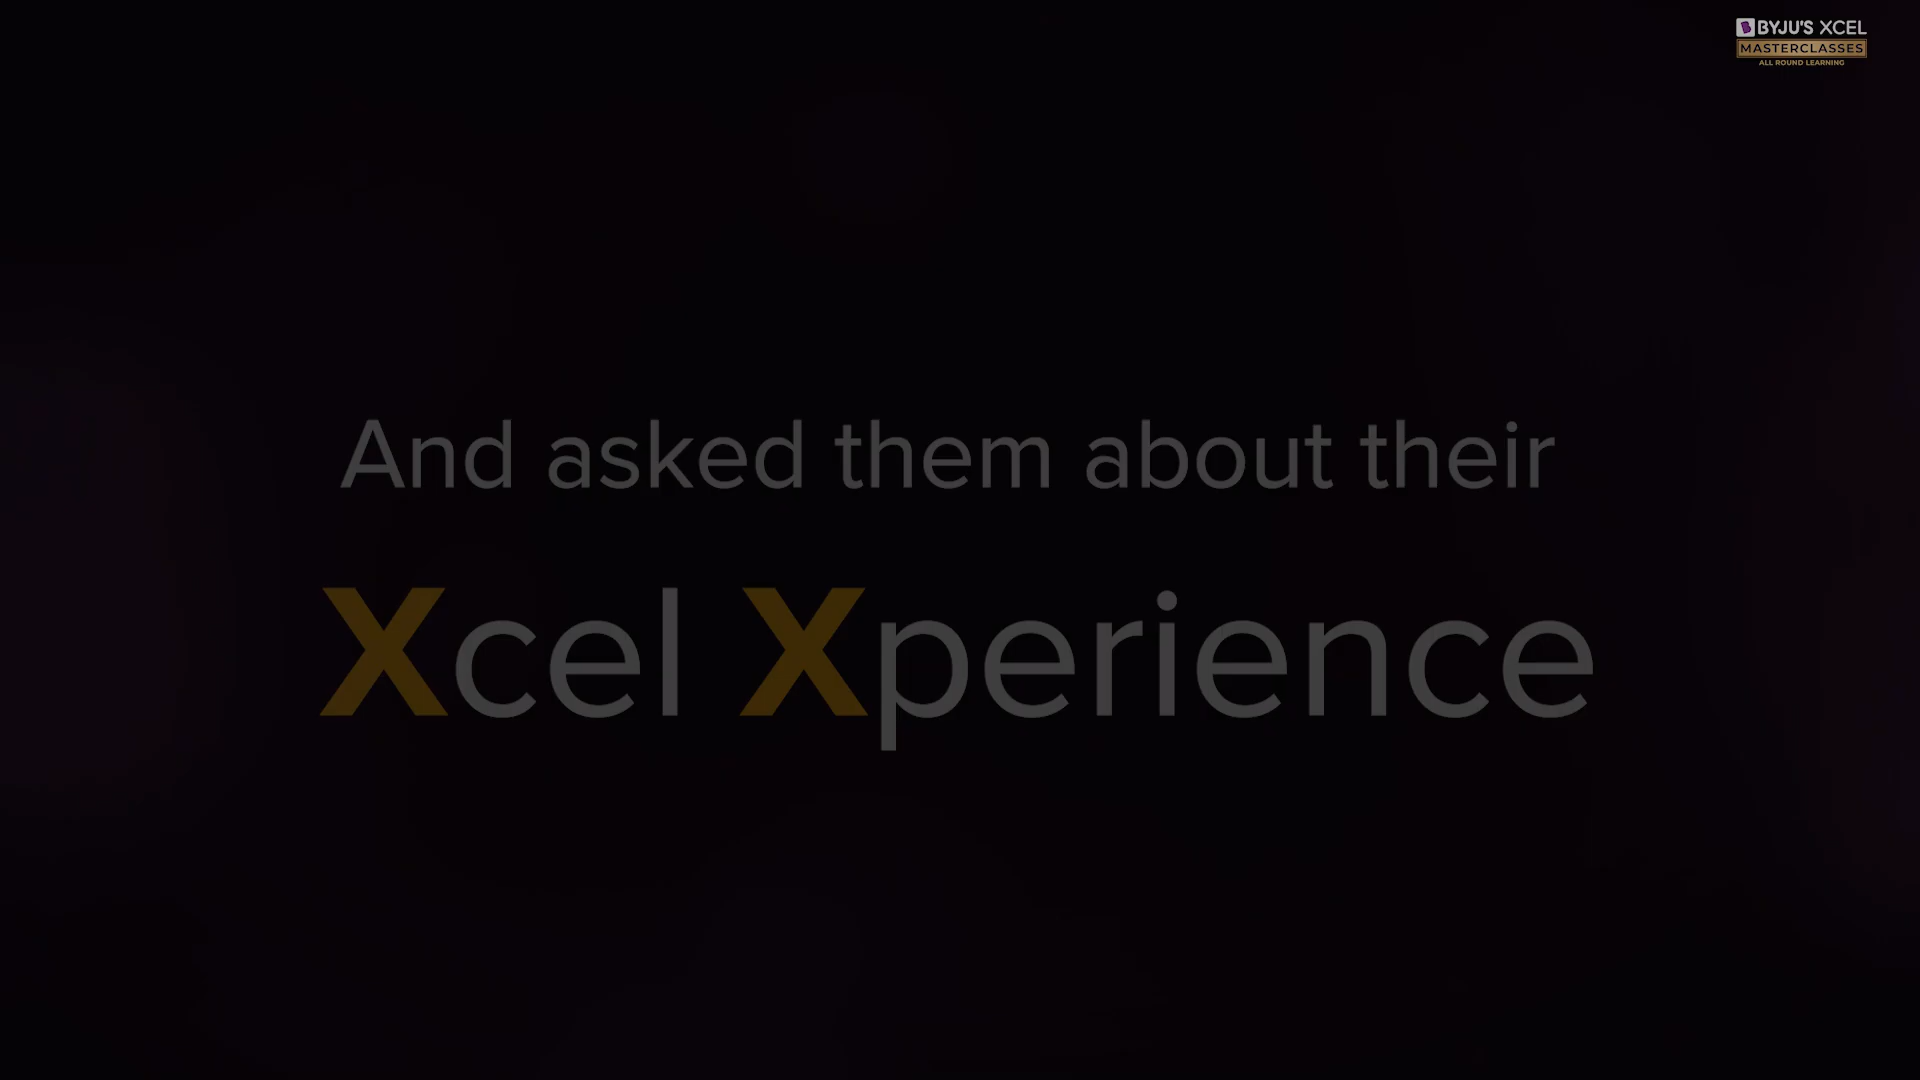 BYJU'S XCEL
MASTERCLASSES
ALL ROUND LEARNING
And asked them about their
Xcel Xperience